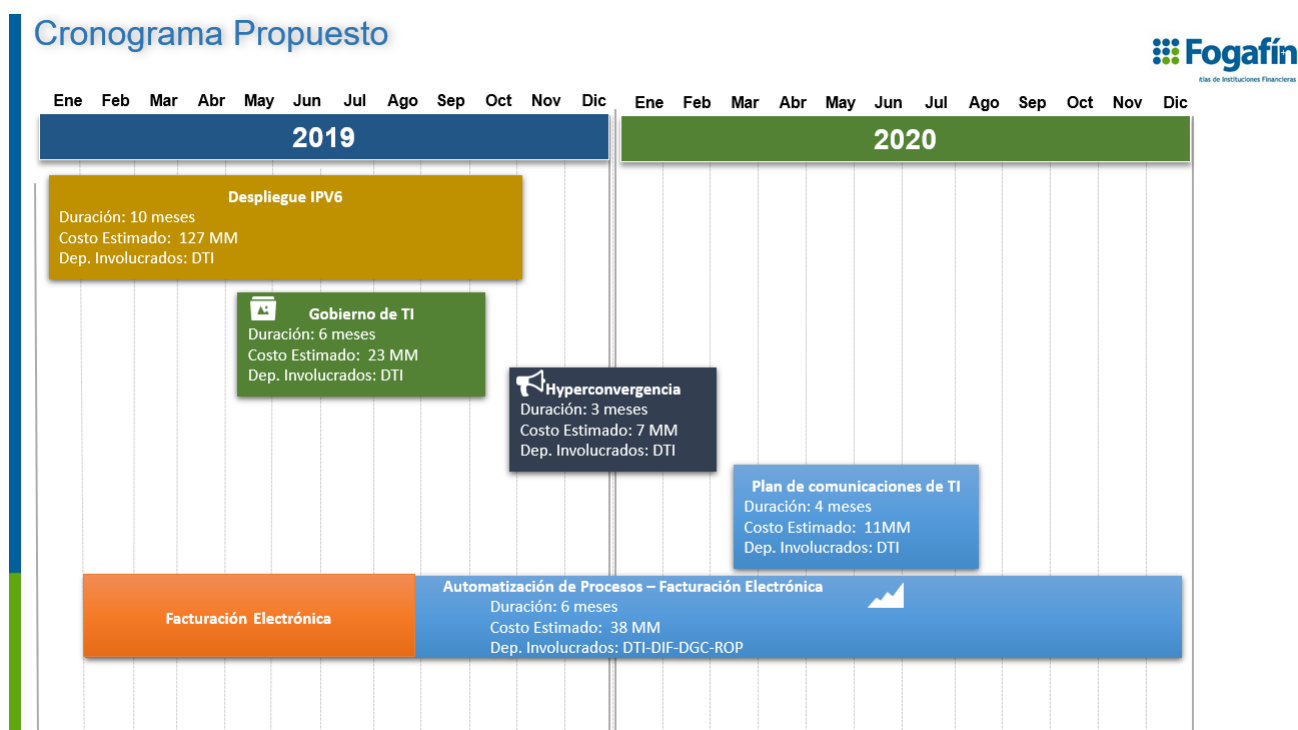 Cronograma Propuesto
Fogafín
tías de Instituciones Financieras
Ene Feb Mar Abr May Jun Jul Ago Sep Oct Nov Dic Ene Feb Mar Abr May Jun Jul Ago Sep Oct Nov Dic
2019 2020
Despliegue IPV6
Duración: 10 meses
Costo Estimado: 127 MM
Dep. Involucrados: DTI
Gobierno de TI
Duración: 6 meses
Costo Estimado: 23 MM
Dep. Involucrados: DTI
Hyperconvergencia
Duración: 3 meses
Costo Estimado: 7 MM
Dep. Involucrados: DTI
Plan de comunicaciones de TI
Duración: 4 meses
Costo Estimado: 11MM
Dep. Involucrados: DTI
Facturación Electrónica
Automatización de Procesos – Facturación Electrónica
Duración: 6 meses
Costo Estimado: 38 MM
Dep. Involucrados: DTI-DIF-DGC-ROP